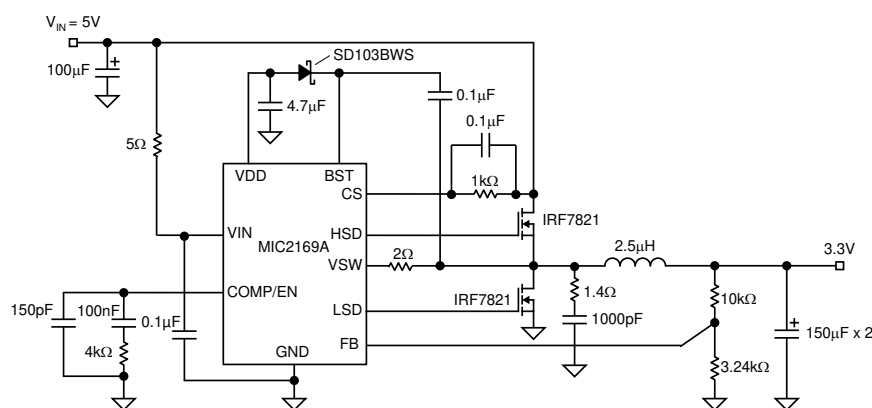 V_IN = 5V
SD103BWS
100μF
+
4.7μF
0.1μF
0.1μF
5Ω
VDD
BST
CS
1kΩ
IRF7821
HSD
VIN
MIC2169A
VSW
2Ω
2.5μH
3.3V
COMP/EN
IRF7821
1.4Ω
10kΩ
150pF
100nF
0.1μF
LSD
1000pF
+
150μF x 2
4kΩ
GND
FB
3.24kΩ